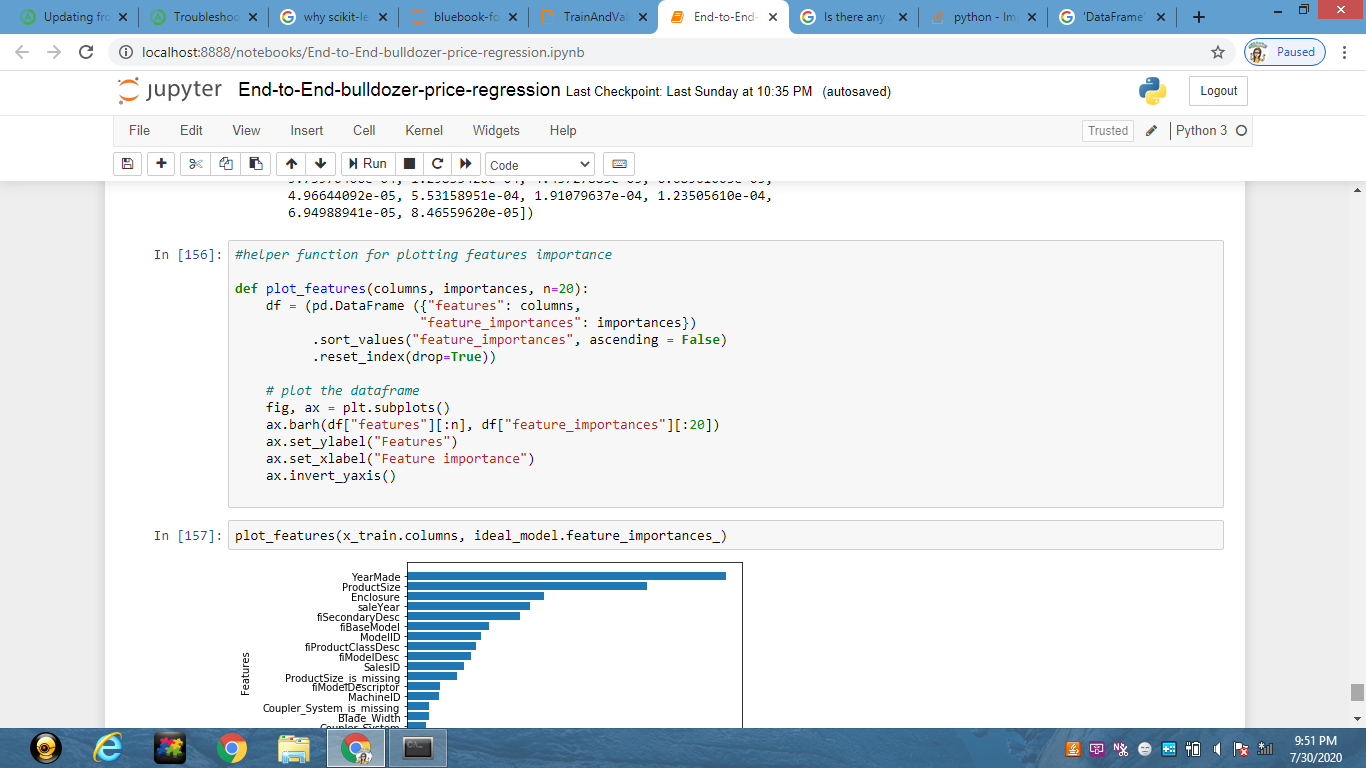 Updating fro
Troubleshoo
why scikit-le
bluebook-fo
TrainAndVal
End-to-End-
Is there any
python - Imp
'DataFrame'
localhost:8888/notebooks/End-to-End-bulldozer-price-regression.ipynb
Paused
jupyter End-to-End-bulldozer-price-regression Last Checkpoint: Last Sunday at 10:35 PM (autosaved)
Logout
File Edit View Insert Cell Kernel Widgets Help
Trusted
Python 3
Run
Code
4.96644092e-05, 5.53158951e-04, 1.91079637e-04, 1.23505610e-04,
6.94988941e-05, 8.46559620e-05])
In [156]:
#helper function for plotting features importance
def plot_features(columns, importances, n=20):
df = (pd.DataFrame ({"features": columns,
"feature_importances": importances})
.sort_values("feature_importances", ascending = False)
.reset_index(drop=True))
# plot the dataframe
fig, ax = plt.subplots()
ax.barh(df["features"][:n], df["feature_importances"][:20])
ax.set_ylabel("Features")
ax.set_xlabel("Feature importance")
ax.invert_yaxis()
In [157]:
plot_features(x_train.columns, ideal_model.feature_importances_)
YearMade
ProductSize
Enclosure
saleYear
fiSecondaryDesc
fiBaseModel
ModelID
fiProductClassDesc
fiModelDesc
SalesID
ProductSize_is_missing
fiModelDescriptor
MachineID
Coupler_System_is_missing
Blade_Width
Coupler_System
Features
9:51 PM
7/30/2020